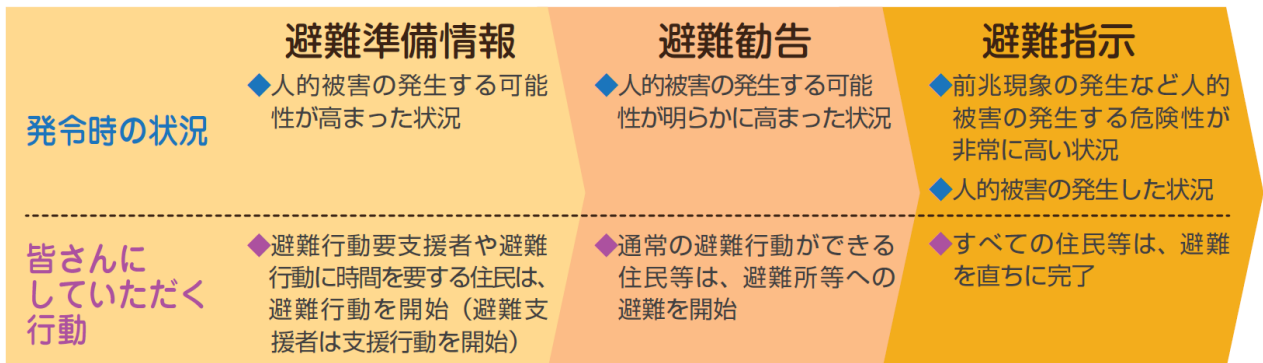 避難準備情報
避難勧告
避難指示
発令時の状況
◆人的被害の発生する可能
性が高まった状況
◆人的被害の発生する可能
性が明らかに高まった状況
◆前兆現象の発生など人的
被害の発生する危険性が
非常に高い状況
◆人的被害の発生した状況
皆さんに
していただく
行動
◆避難行動要支援者や避難
行動に時間を要する住民は、
避難行動を開始（避難支
援者は支援行動を開始）
◆通常の避難行動ができる
住民等は、避難所等への
避難を開始
◆すべての住民等は、避難
を直ちに完了